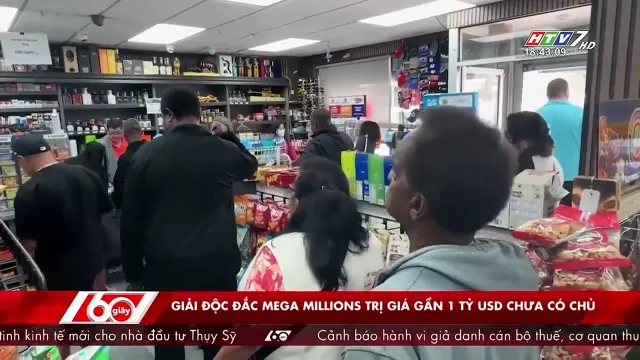 HTV7 HD
18:43:09
60 giây
GIẢI ĐỘC ĐẮC MEGA MILLIONS TRỊ GIÁ GẦN 1 TỶ USD CHƯA CÓ CHỦ
tinh kinh tế mới cho nhà đầu tư Thụy Sỹ • Cảnh báo hành vi giả danh cán bộ thuế, cơ quan thu